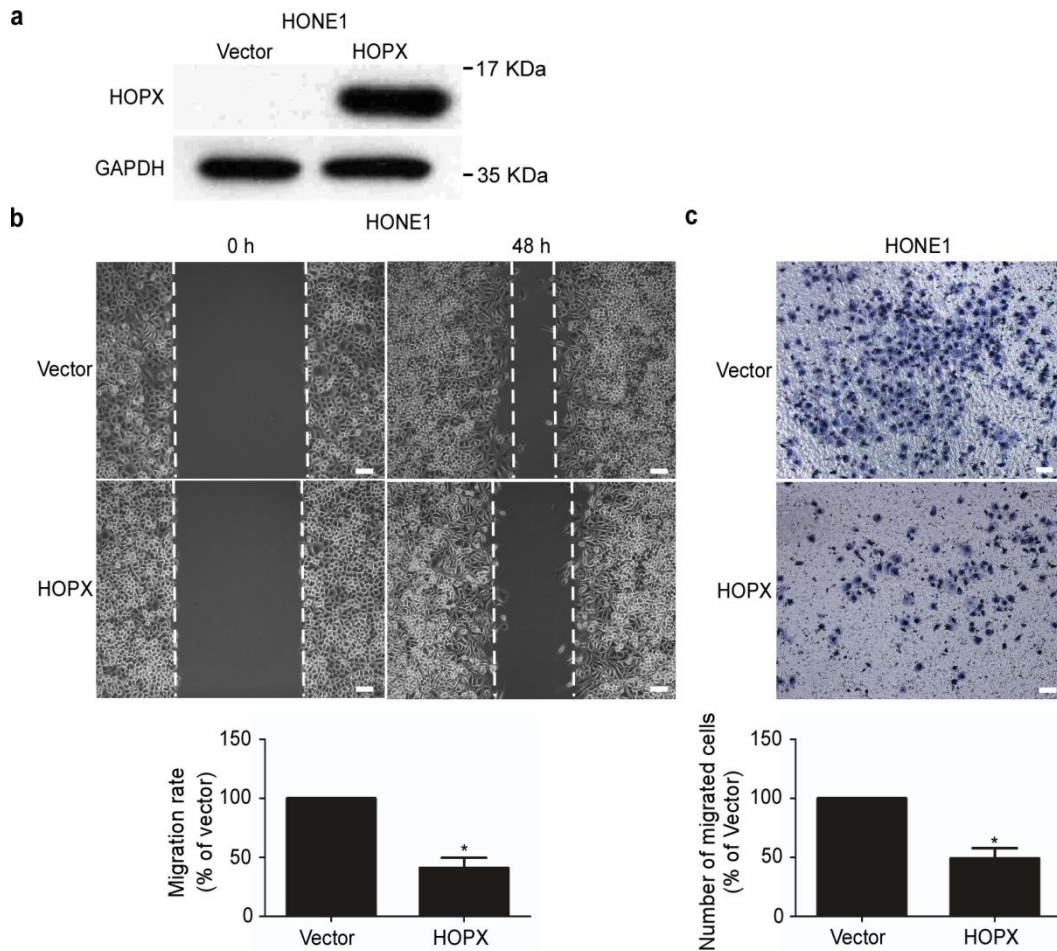 a
HONE1
Vector HOPX
HOPX
17 KDa
GAPDH
35 KDa
b
HONE1
0 h 48 h
Vector
HOPX
150
100
50
0
Migration rate
(% of vector)
*
Vector HOPX
c
HONE1
Vector
HOPX
150
100
50
0
Number of migrated cells
(% of Vector)
*
Vector HOPX